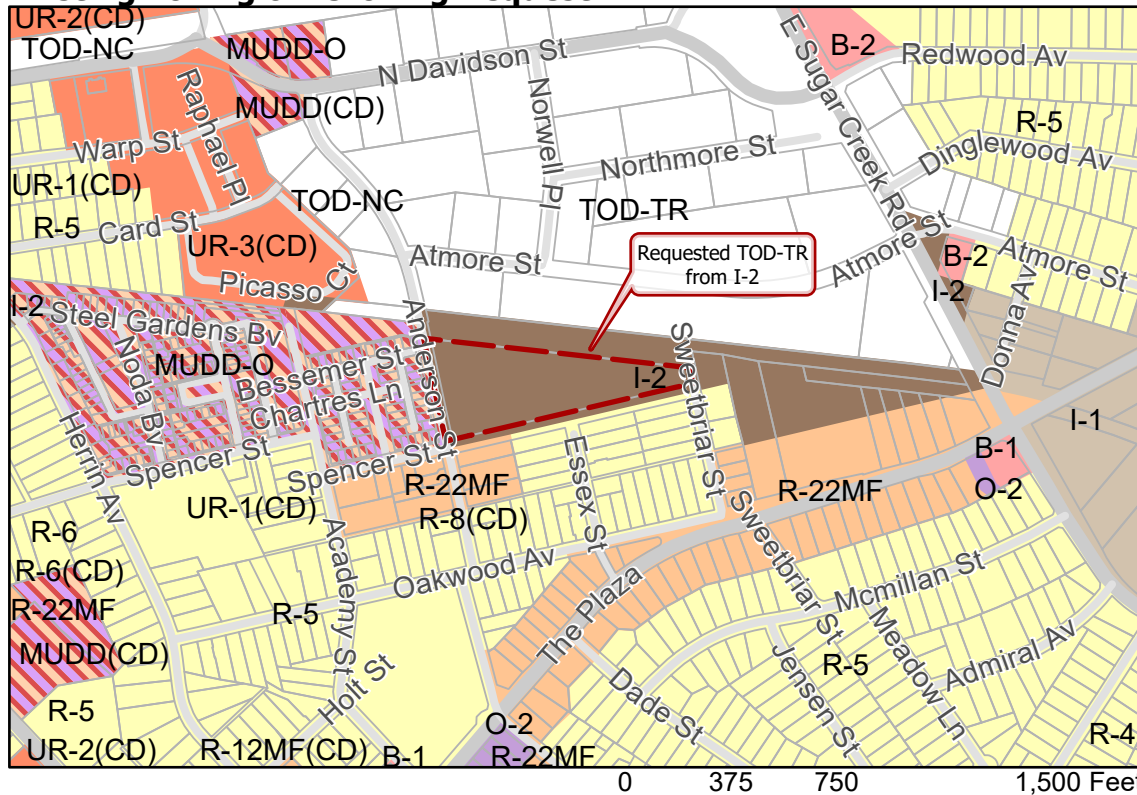 Existing Zoning & Rezoning Request
UR-2(CD)
TOD-NC
MUDD-O
N Davidson St
E Sugar Creek Rd
B-2
Redwood Av
Raphael Pl
MUDD(CD)
Norwell Pl
R-5
Warp St
Northmore St
Dinglewood Av
UR-1(CD)
TOD-NC
TOD-TR
R-5
Card St
UR-3(CD)
Atmore St
Requested TOD-TR
from I-2
Atmore St
B-2
Atmore St
Picasso Ct
I-2
I-2
Steel Gardens Bv
Anderson St
Sweetbriar St
Donna Av
Noda Bv
MUDD-O
Bessemer St
I-2
Chartres Ln
I-1
Herrin Av
Spencer St
Spencer St
Essex St
B-1
UR-1(CD)
R-22MF
R-22MF
O-2
R-6
R-8(CD)
Academy St
Sweetbriar St
R-6(CD)
Oakwood Av
Mcmillan St
R-22MF
R-5
The Plaza
MUDD(CD)
Meadow Ln
Admiral Av
Holt St
Dade St
Jensen St
R-5
R-5
O-2
UR-2(CD)
R-12MF(CD)
B-1
R-22MF
R-4
0 375 750 1,500 Feet